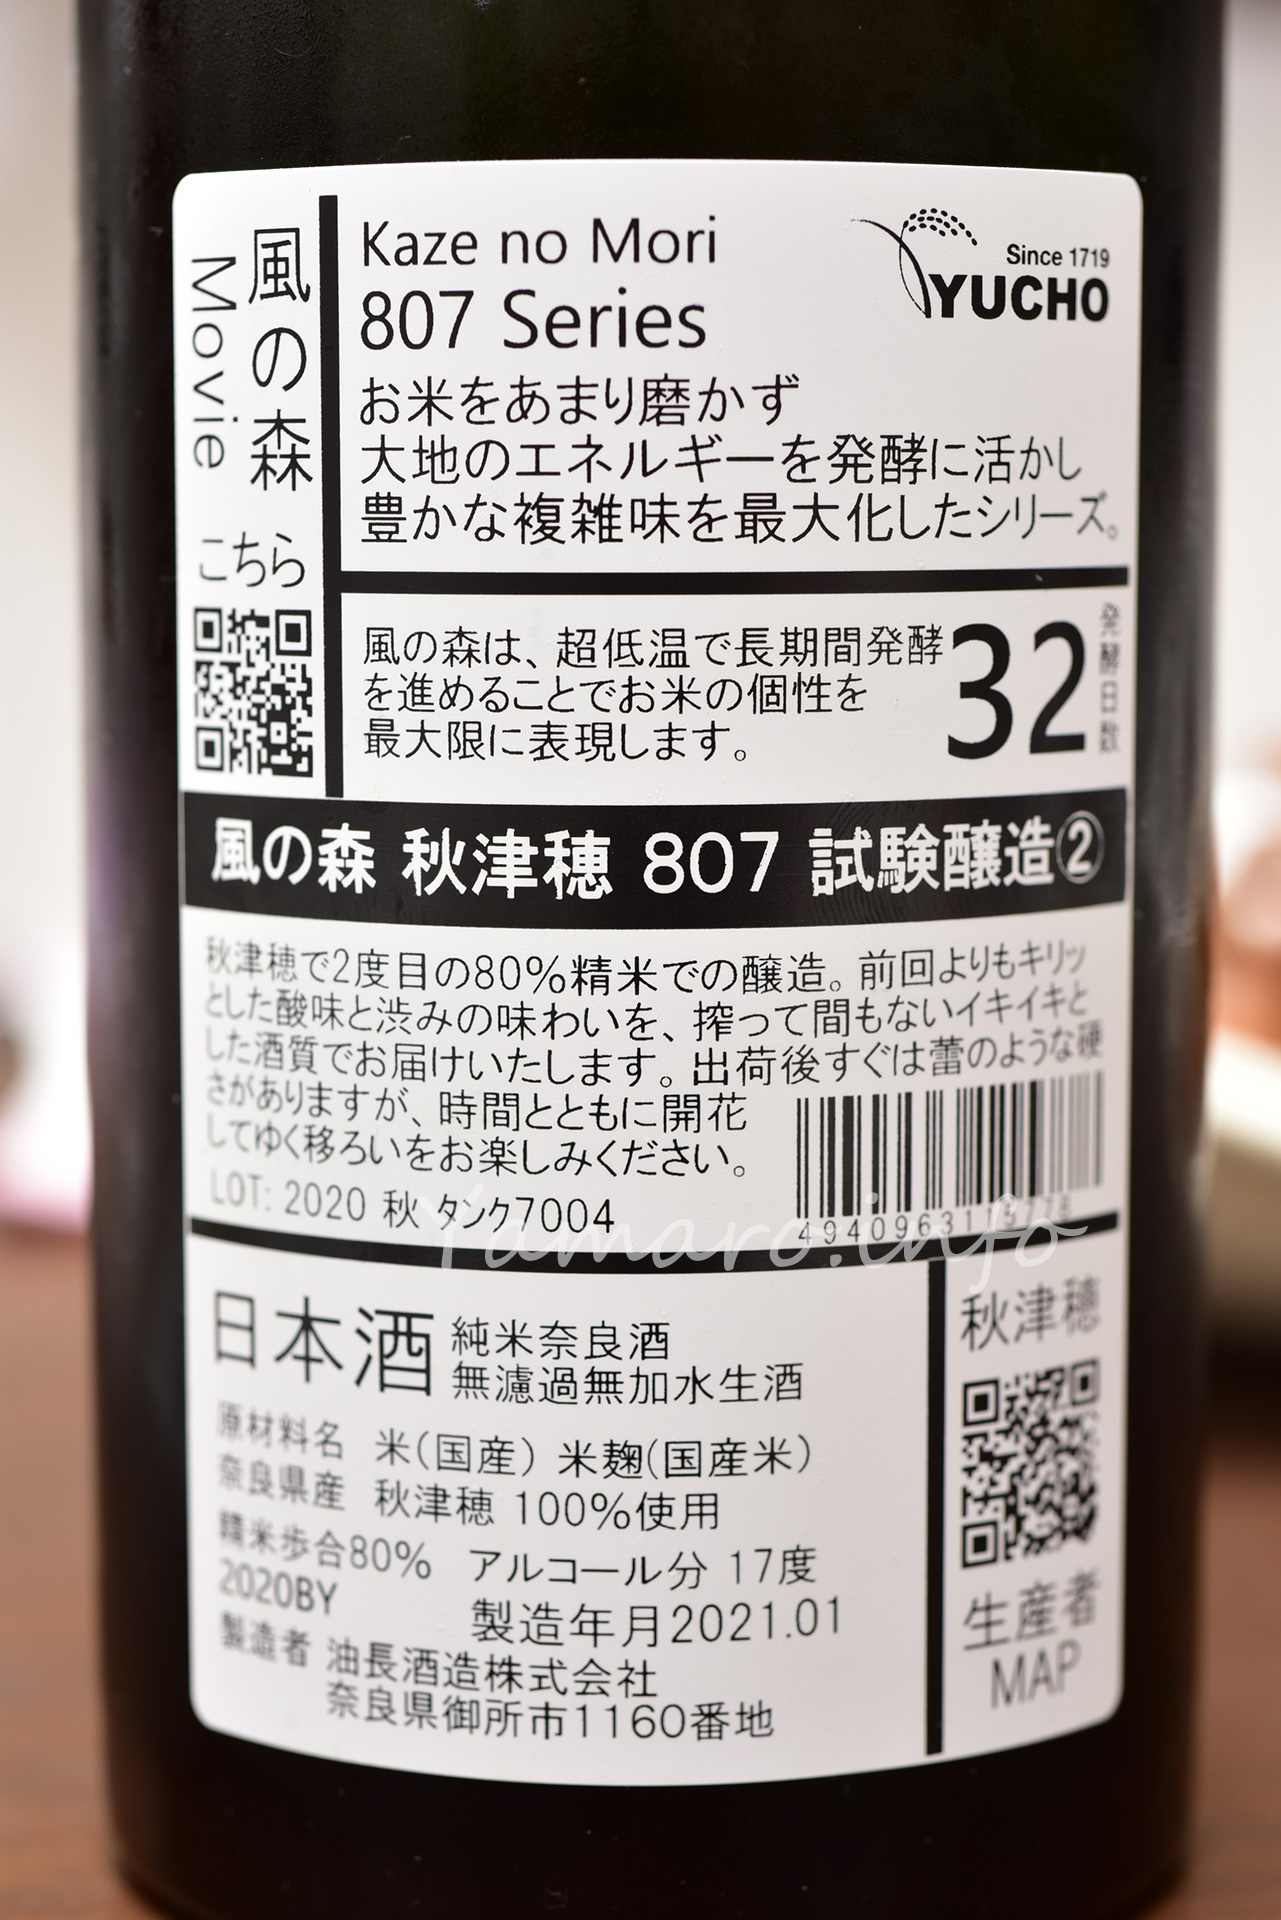 風の森
Movie
こちら
Kaze no Mori
807 Series
Since 1719
YUCHO
お米をあまり磨かず
大地のエネルギーを発酵に活かし
豊かな複雑味を最大化したシリーズ。
風の森は、超低温で長期間発酵
を進めることでお米の個性を
最大限に表現します。
32
発酵日数
風の森 秋津穂 807 試験醸造②
秋津穂で2度目の80%精米での醸造。前回よりもキリッ
とした酸味と渋みの味わいを、搾って間もないイキイキと
した酒質でお届けいたします。出荷後すぐは蕾のような硬
さがありますが、時間とともに開花
してゆく移ろいをお楽しみください。
LOT: 2020 秋 タンク7004
Yamaro.info
日本酒
純米奈良酒
無濾過無加水生酒
原材料名 米(国産) 米麹(国産米)
奈良県産 秋津穂 100%使用
精米歩合80% アルコール分 17度
2020BY
製造年月2021.01
製造者 油長酒造株式会社
奈良県御所市1160番地
秋津穂
生産者
MAP